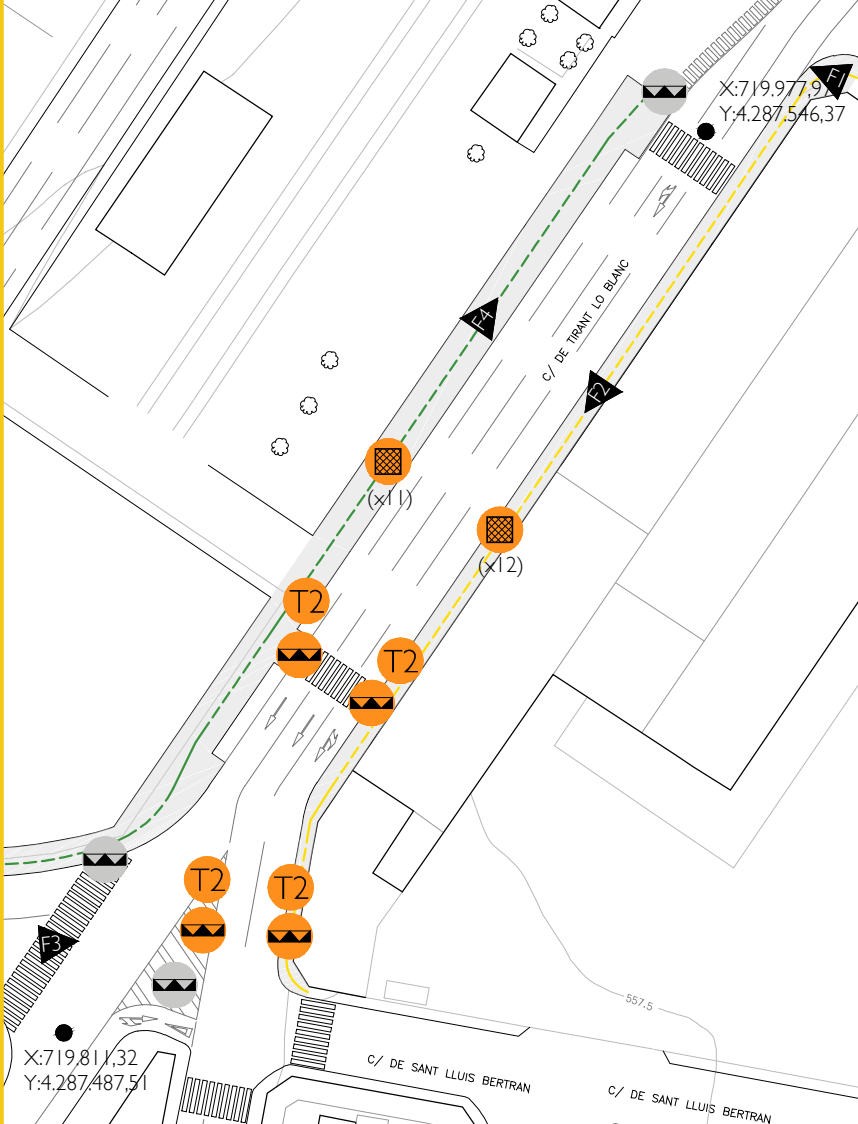 F1
X:719.977,9
Y:4.287.546,37
C/ DE TIRANT LO BLANC
F4
F2
(x11)
(x12)
T2
T2
T2
T2
F3
557.5
X:719.811,32
Y:4.287.487,51
C/ DE SANT LLUIS BERTRAN
C/ DE SANT LLUIS BERTRAN